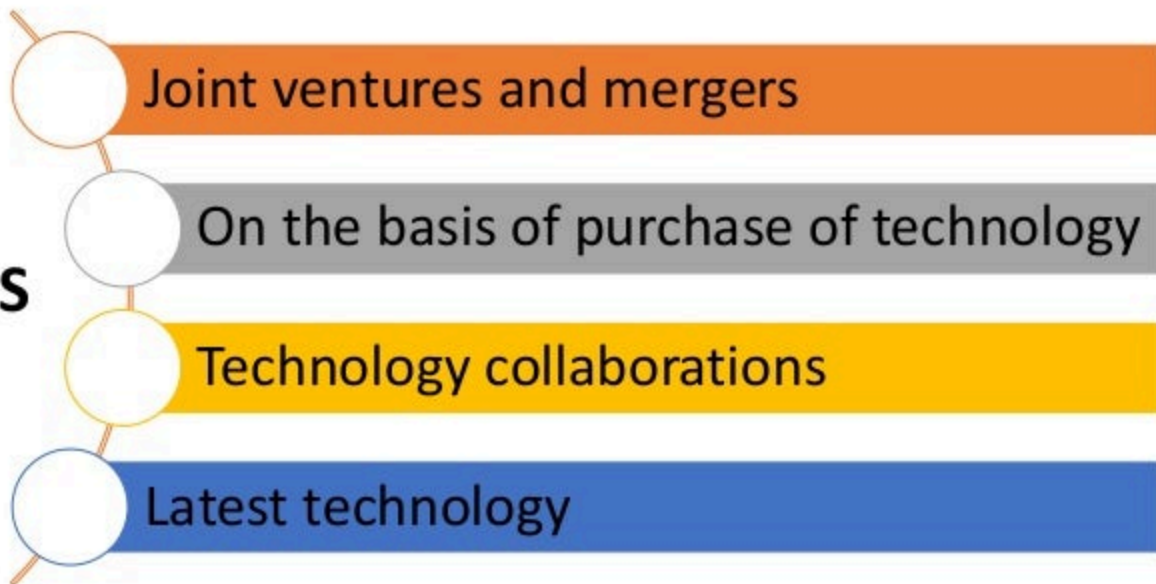 Joint ventures and mergers
On the basis of purchase of technology
s
Technology collaborations
Latest technology